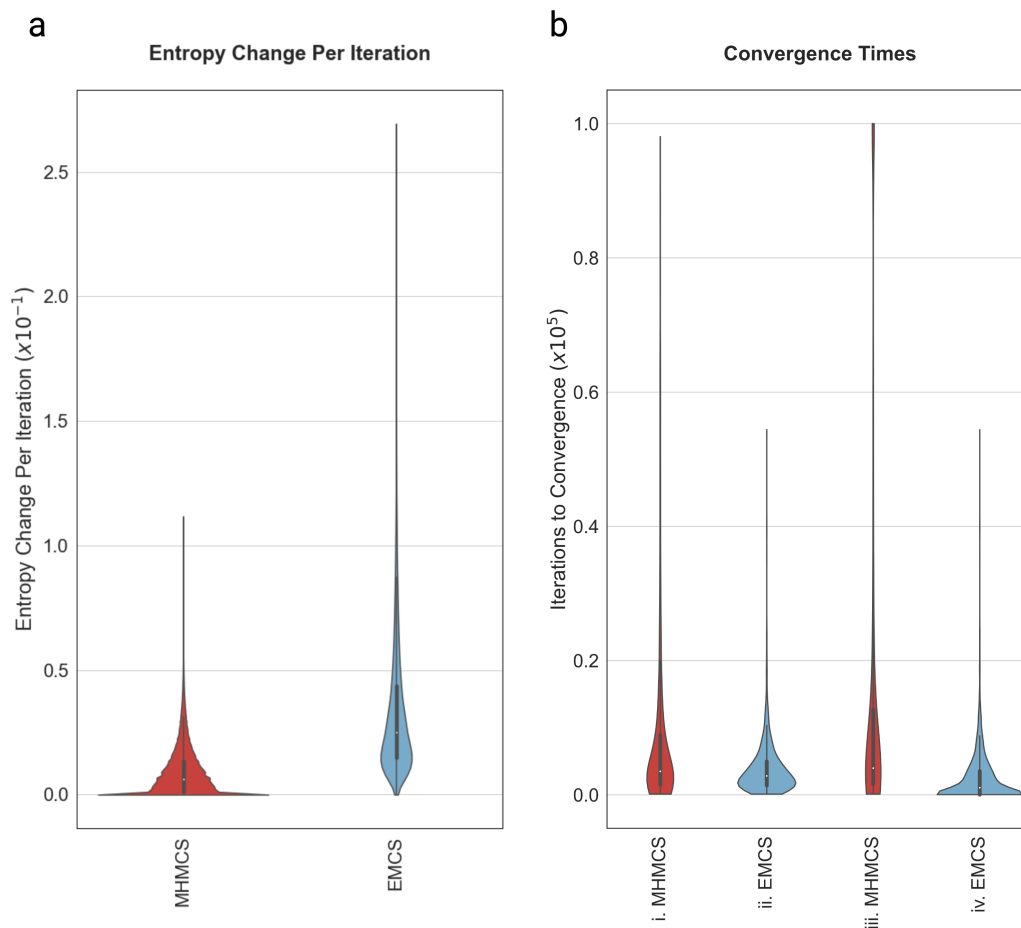 a
Entropy Change Per Iteration
Entropy Change Per Iteration (x10⁻¹)
2.5
2.0
1.5
1.0
0.5
0.0
MHMCS
EMCS
b
Convergence Times
Iterations to Convergence (x10⁵)
1.0
0.8
0.6
0.4
0.2
0.0
i. MHMCS
ii. EMCS
iii. MHMCS
iv. EMCS